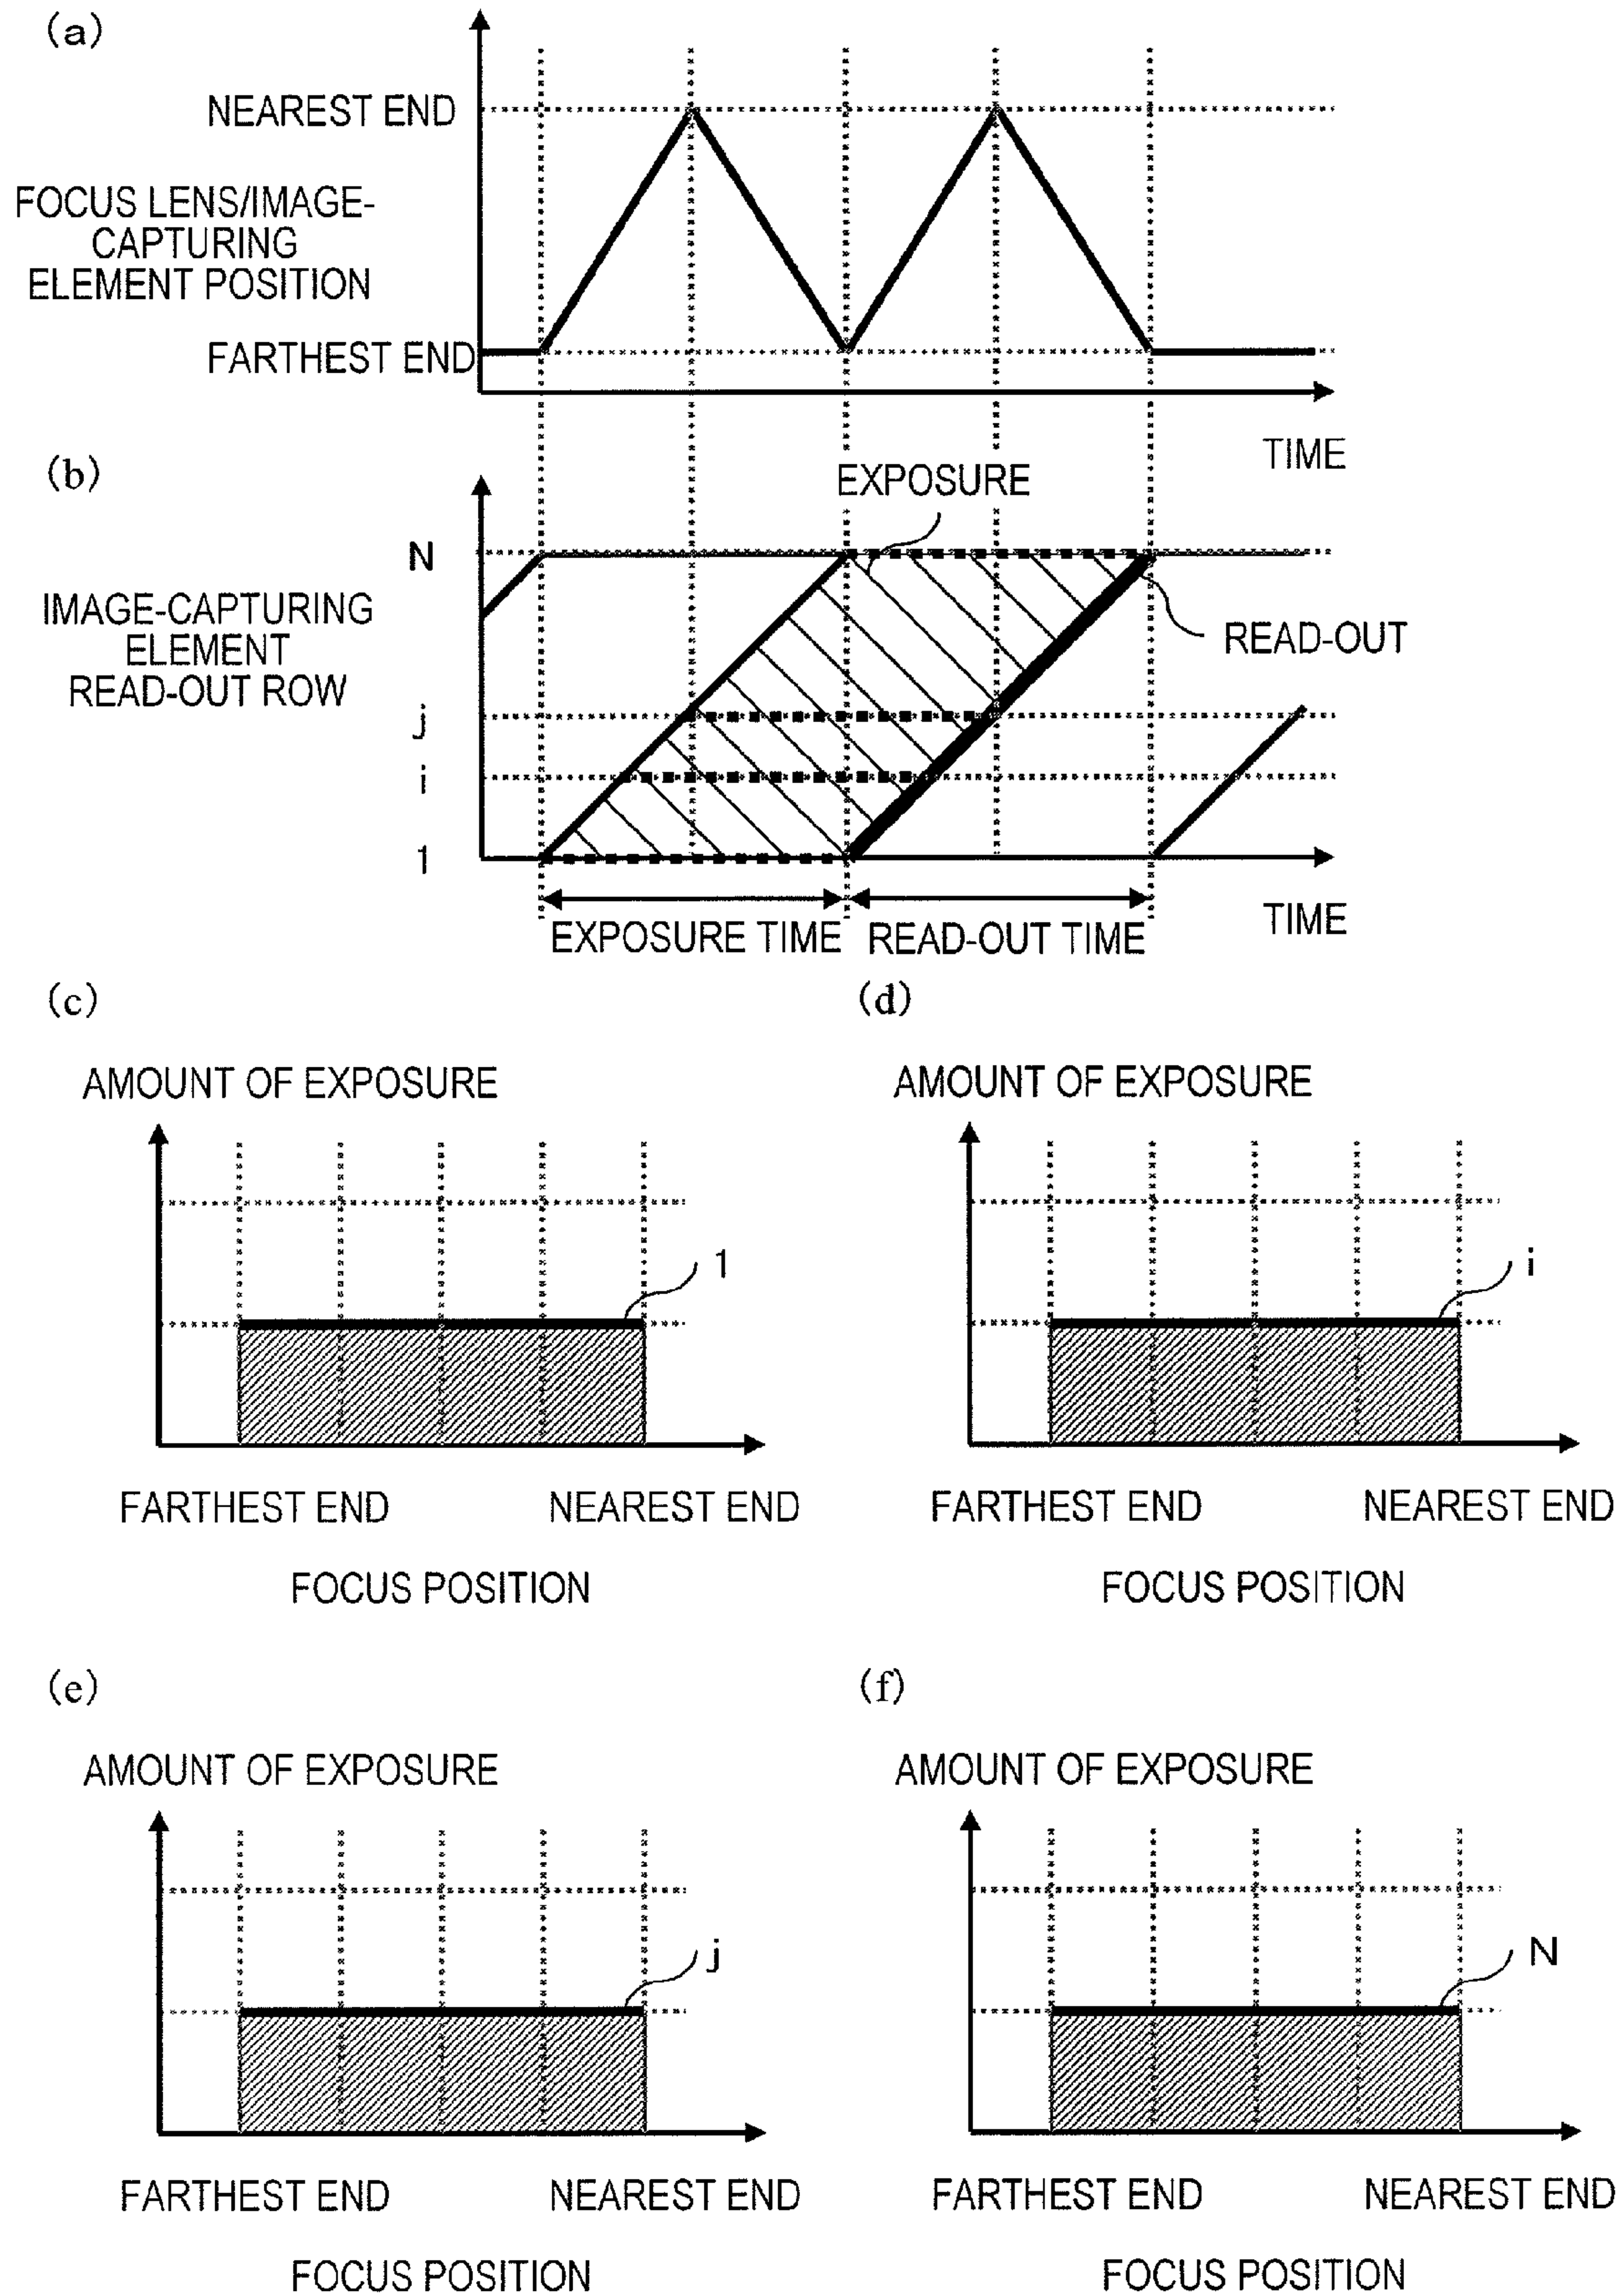 (a)
NEAREST END
FOCUS LENS/IMAGE-
CAPTURING
ELEMENT POSITION
FARTHEST END
TIME
(b)
EXPOSURE
N
IMAGE-CAPTURING
ELEMENT
READ-OUT ROW
READ-OUT
j
i
1
EXPOSURE TIME
READ-OUT TIME
TIME
(c)
AMOUNT OF EXPOSURE
1
FARTHEST END
NEAREST END
FOCUS POSITION
(d)
AMOUNT OF EXPOSURE
i
FARTHEST END
NEAREST END
FOCUS POSITION
(e)
AMOUNT OF EXPOSURE
j
FARTHEST END
NEAREST END
FOCUS POSITION
(f)
AMOUNT OF EXPOSURE
N
FARTHEST END
NEAREST END
FOCUS POSITION